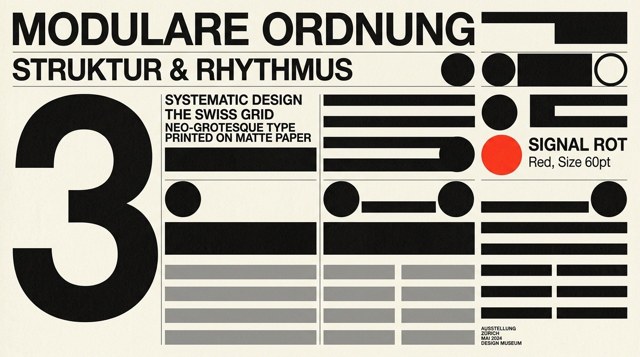 MODULARE ORDNUNG
STRUKTUR & RHYTHMUS
3
SYSTEMATIC DESIGN
THE SWISS GRID
NEO-GROTESQUE TYPE
PRINTED ON MATTE PAPER
SIGNAL ROT
Red, Size 60pt
AUSSTELLUNG
ZÜRICH
MAI 2024
DESIGN MUSEUM